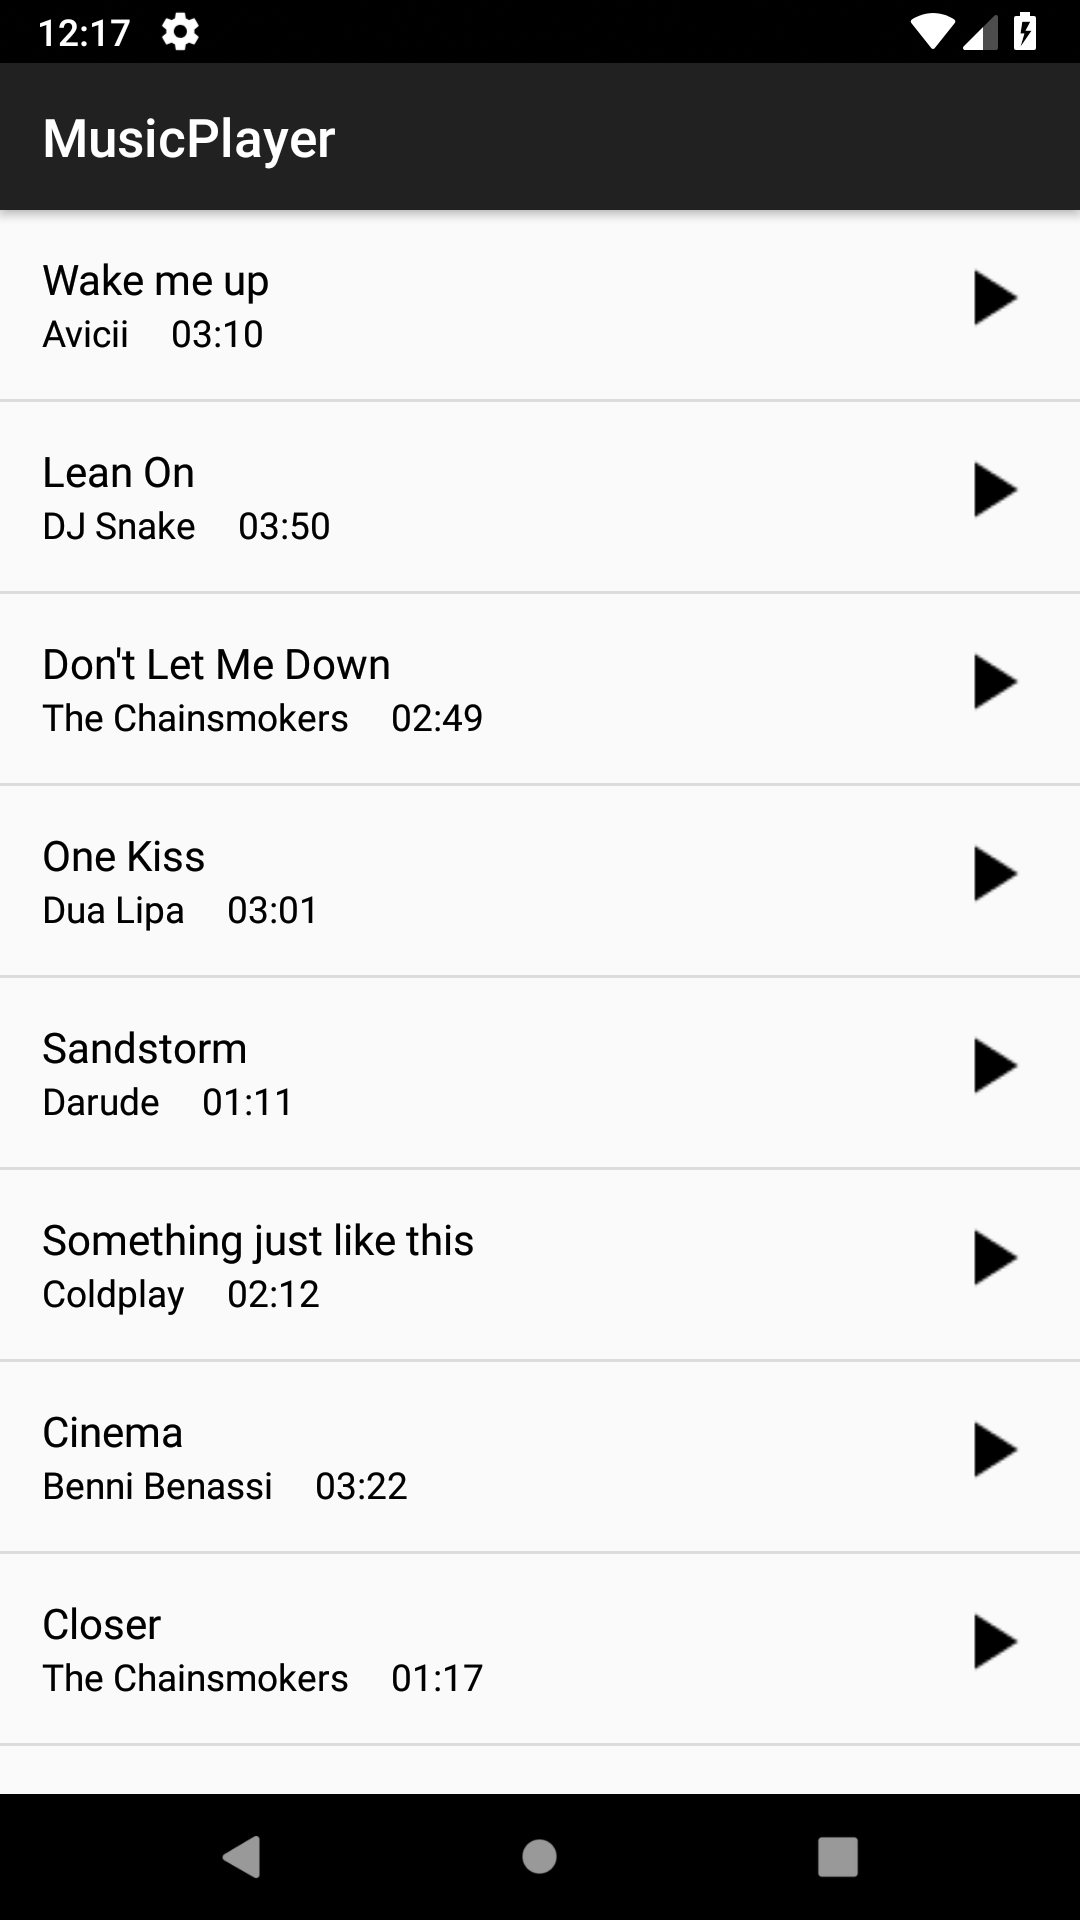 12:17
MusicPlayer
Wake me up
Avicii 03:10
Lean On
DJ Snake 03:50
Don't Let Me Down
The Chainsmokers 02:49
One Kiss
Dua Lipa 03:01
Sandstorm
Darude 01:11
Something just like this
Coldplay 02:12
Cinema
Benni Benassi 03:22
Closer
The Chainsmokers 01:17